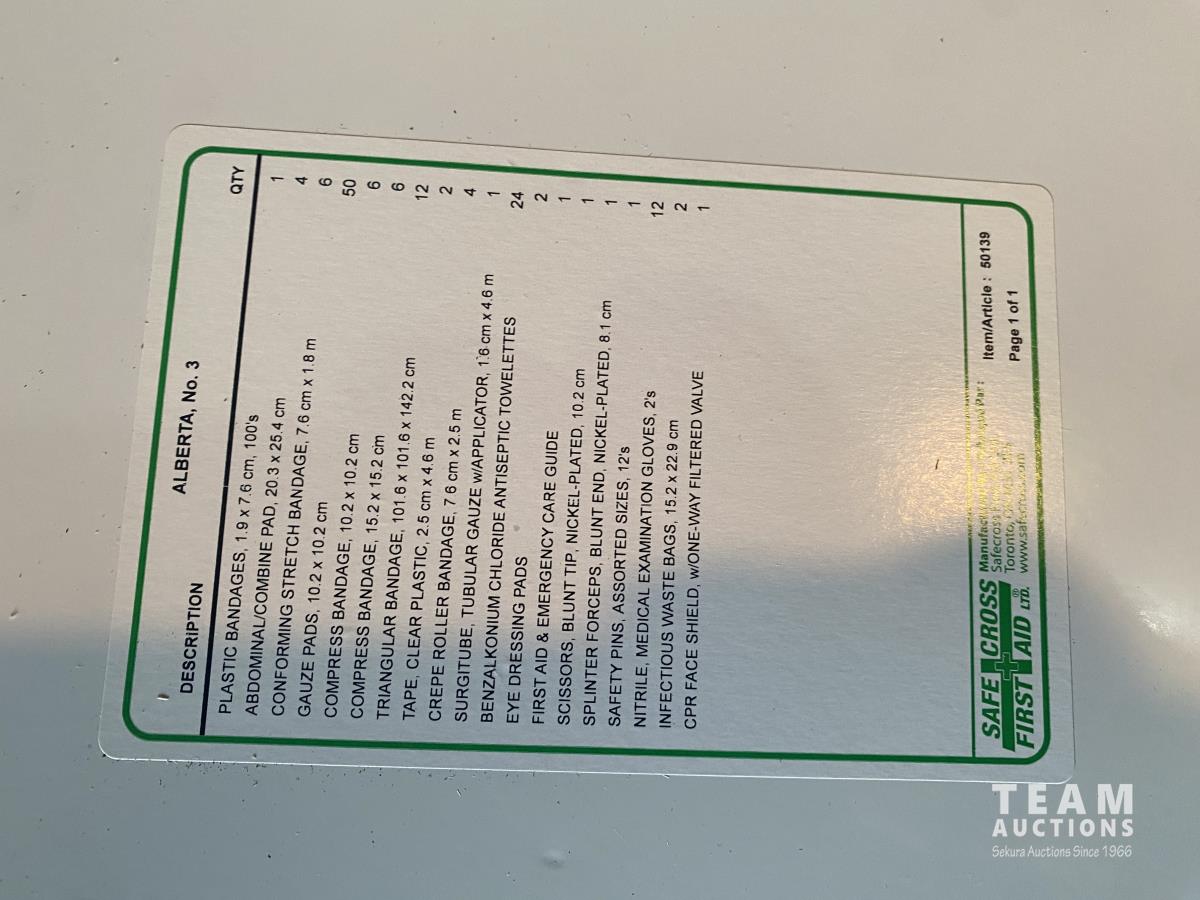 ALBERTA, No. 3
DESCRIPTION QTY
PLASTIC BANDAGES, 1.9 x 7.6 cm, 100's 1
ABDOMINAL/COMBINE PAD, 20.3 x 25.4 cm 4
CONFORMING STRETCH BANDAGE, 7.6 cm x 1.8 m 6
GAUZE PADS, 10.2 x 10.2 cm 50
COMPRESS BANDAGE, 10.2 x 10.2 cm 6
COMPRESS BANDAGE, 15.2 x 15.2 cm 6
TRIANGULAR BANDAGE, 101.6 x 101.6 x 142.2 cm 12
TAPE, CLEAR PLASTIC, 2.5 cm x 4.6 m 2
CREPE ROLLER BANDAGE, 7.6 cm x 2.5 m 4
SURGITUBE, TUBULAR GAUZE w/APPLICATOR, 1.6 cm x 4.6 m 1
BENZALKONIUM CHLORIDE ANTISEPTIC TOWELETTES 24
EYE DRESSING PADS 2
FIRST AID & EMERGENCY CARE GUIDE 1
SCISSORS, BLUNT TIP, NICKEL-PLATED, 10.2 cm 1
SPLINTER FORCEPS, BLUNT END, NICKEL-PLATED, 8.1 cm 1
SAFETY PINS, ASSORTED SIZES, 12's 1
NITRILE, MEDICAL EXAMINATION GLOVES, 2's 12
INFECTIOUS WASTE BAGS, 15.2 x 22.9 cm 2
CPR FACE SHIELD, w/ONE-WAY FILTERED VALVE 1
SAFE CROSS
FIRST AID LTD.®
Safecross
Toronto,
www.safecross.com
Item/Article : 50139
Page 1 of 1
TEAM
AUCTIONS
Sekura Auctions Since 1966